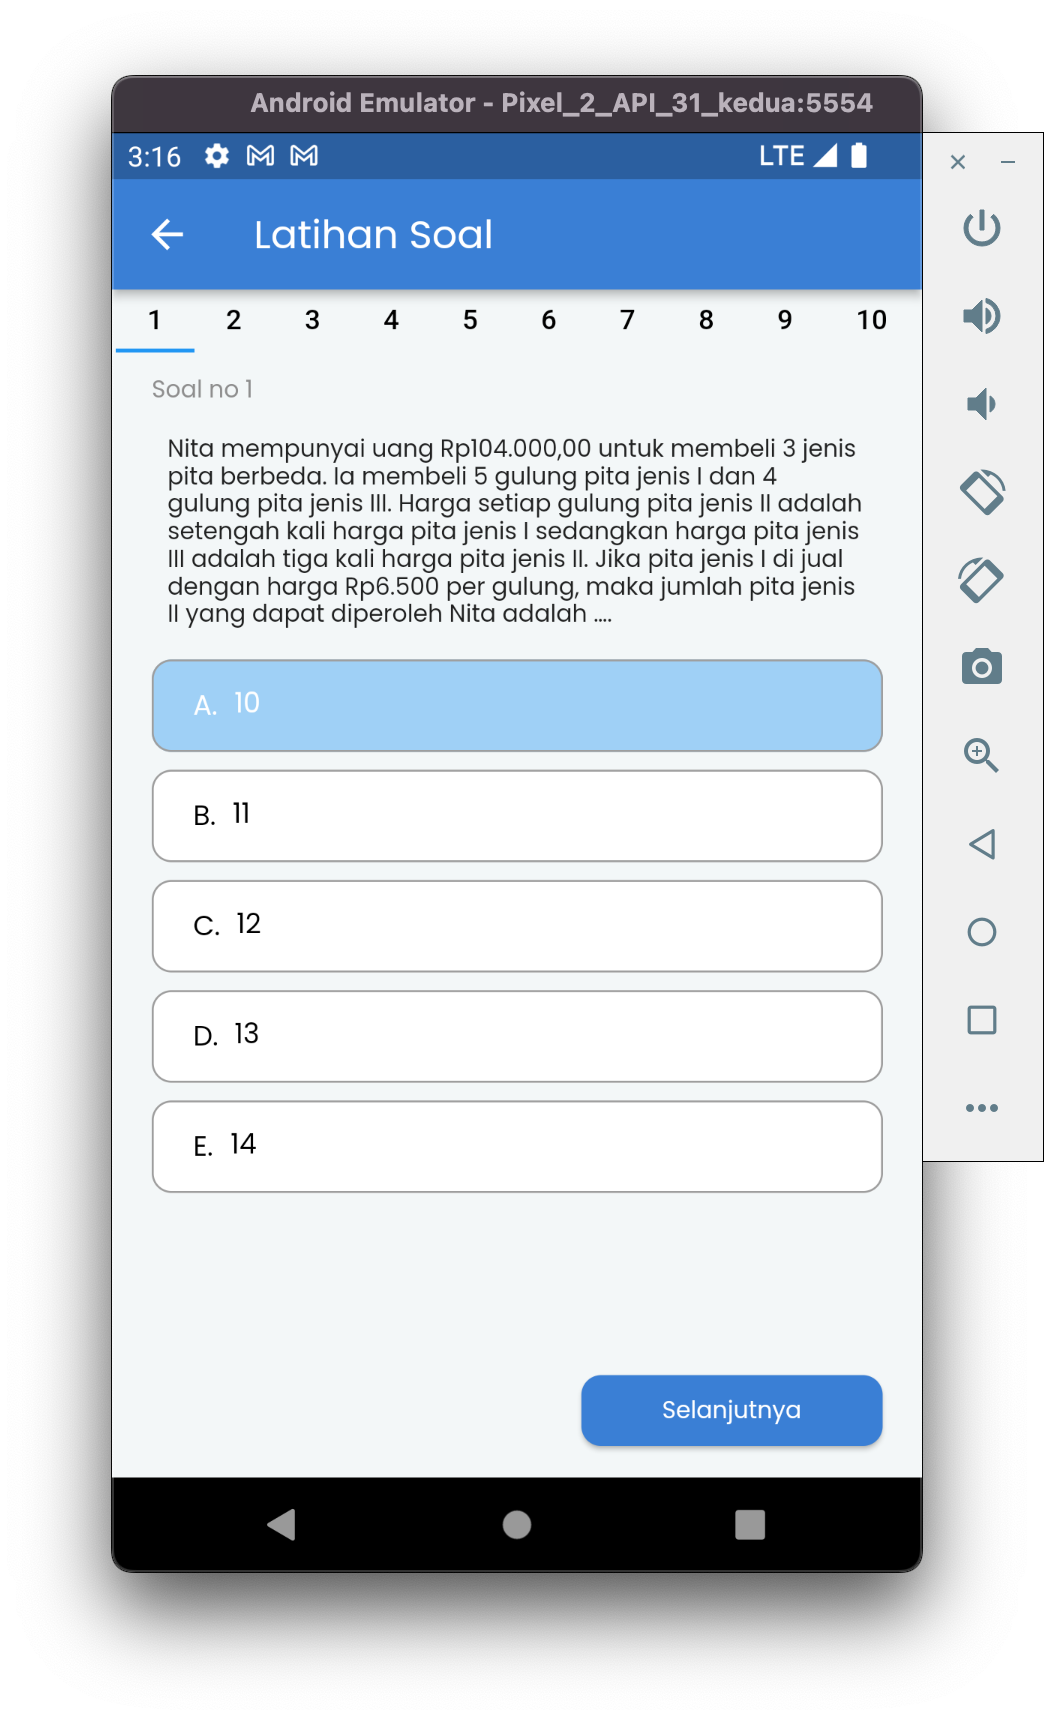 Android Emulator - Pixel_2_API_31_kedua:5554
3:16 LTE
Latihan Soal
1 2 3 4 5 6 7 8 9 10
Soal no 1
Nita mempunyai uang Rp104.000,00 untuk membeli 3 jenis
pita berbeda. Ia membeli 5 gulung pita jenis I dan 4
gulung pita jenis III. Harga setiap gulung pita jenis II adalah
setengah kali harga pita jenis I sedangkan harga pita jenis
III adalah tiga kali harga pita jenis II. Jika pita jenis I di jual
dengan harga Rp6.500 per gulung, maka jumlah pita jenis
II yang dapat diperoleh Nita adalah ....
A. 10
B. 11
C. 12
D. 13
E. 14
Selanjutnya